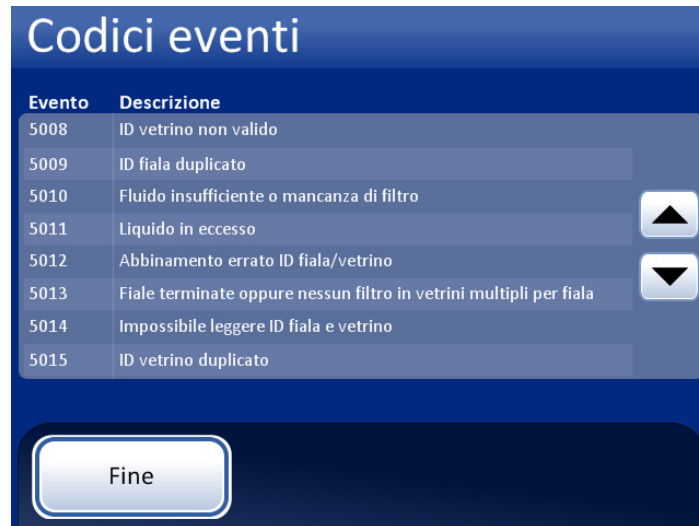 Codici eventi
Evento Descrizione
5008 ID vetrino non valido
5009 ID fiala duplicato
5010 Fluido insufficiente o mancanza di filtro
5011 Liquido in eccesso
5012 Abbinamento errato ID fiala/vetrino
5013 Fiale terminate oppure nessun filtro in vetrini multipli per fiala
5014 Impossibile leggere ID fiala e vetrino
5015 ID vetrino duplicato
Fine